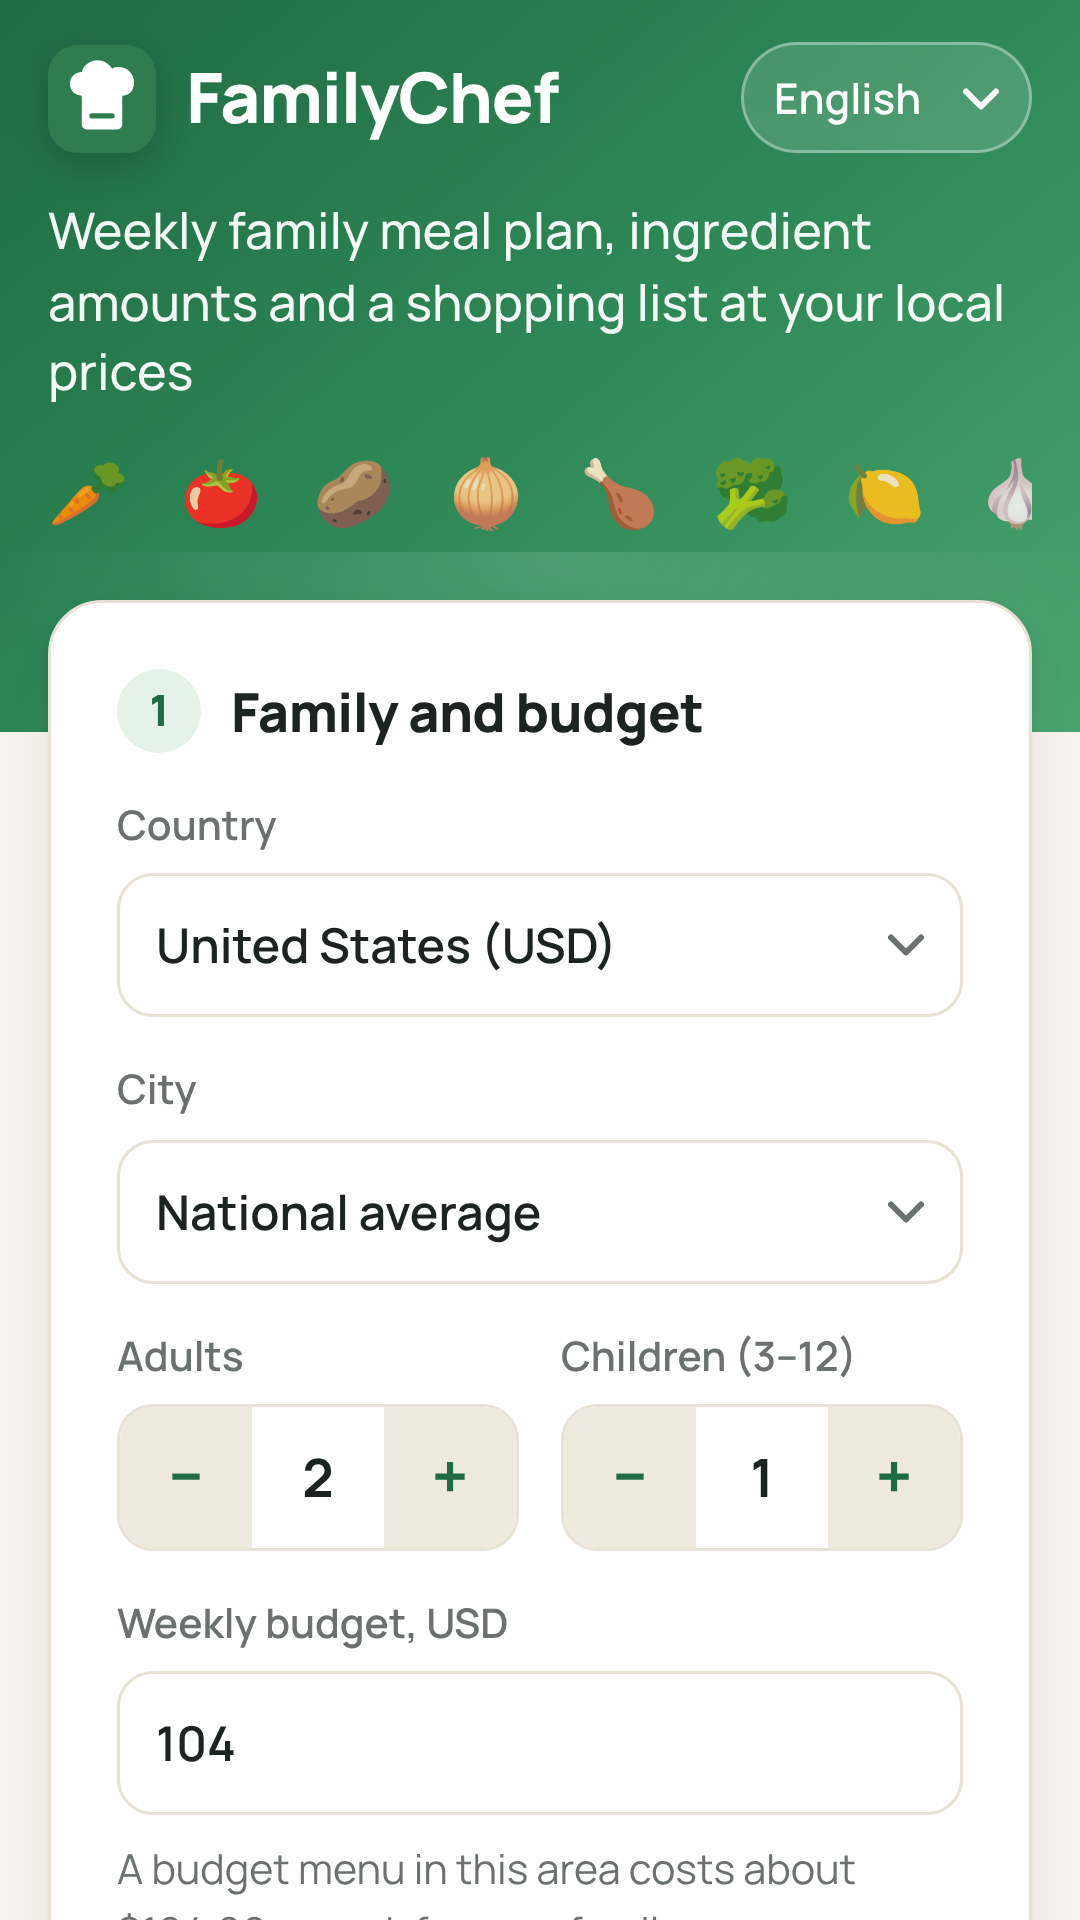 FamilyChef
English
Weekly family meal plan, ingredient
amounts and a shopping list at your local
prices
1 Family and budget
Country
United States (USD)
City
National average
Adults
Children (3–12)
− 2 +
− 1 +
Weekly budget, USD
104
A budget menu in this area costs about